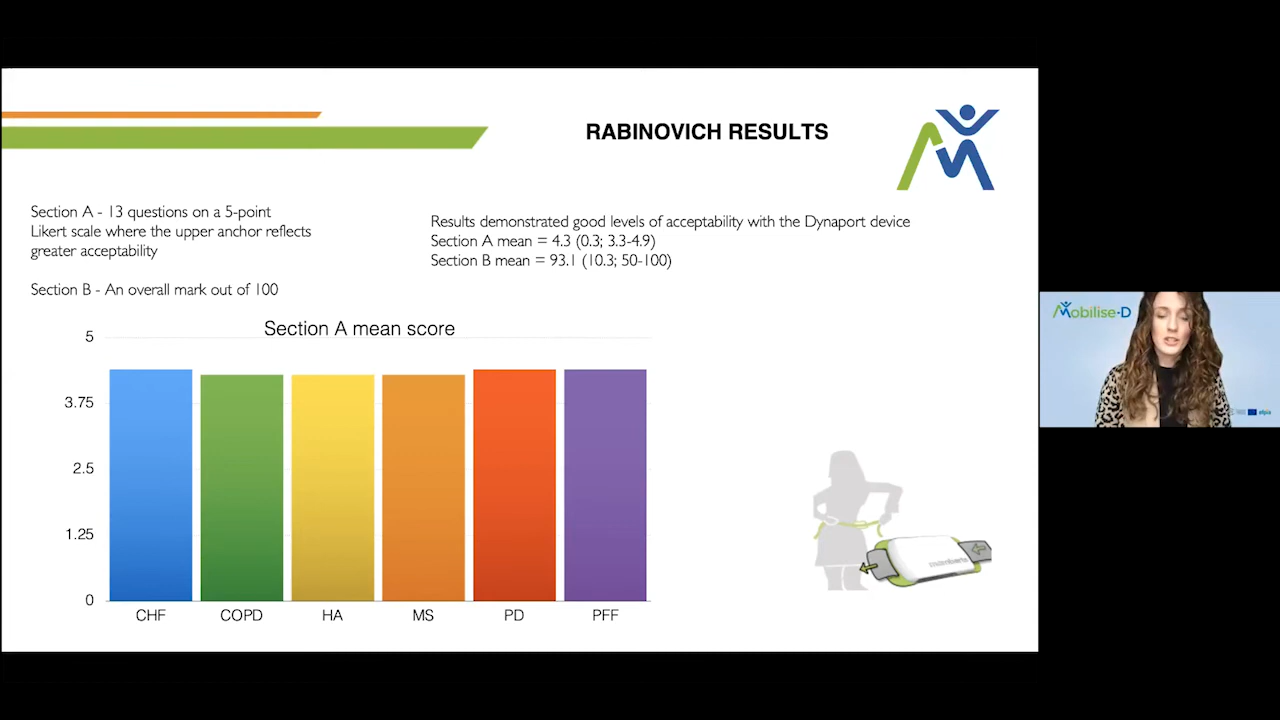 RABINOVICH RESULTS
Section A - 13 questions on a 5-point
Likert scale where the upper anchor reflects
greater acceptability
Section B - An overall mark out of 100
Results demonstrated good levels of acceptability with the Dynaport device
Section A mean = 4.3 (0.3; 3.3-4.9)
Section B mean = 93.1 (10.3; 50-100)
Section A mean score
5
3.75
2.5
1.25
0
CHF
COPD
HA
MS
PD
PFF
Mobilise-D
efpia